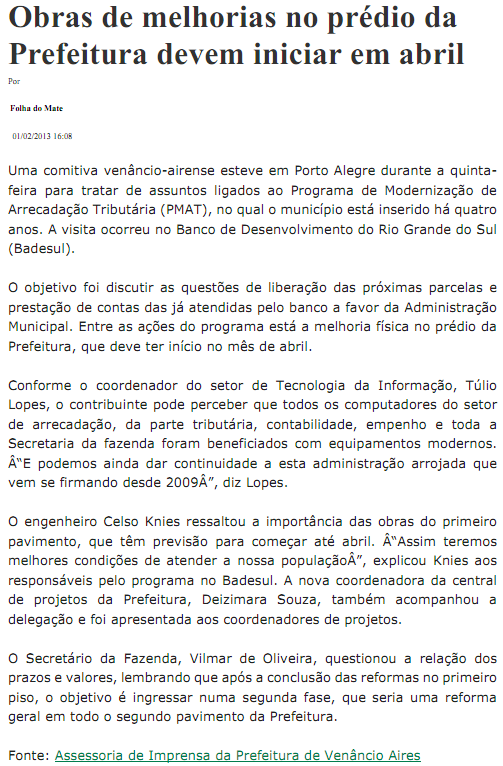 Obras de melhorias no prédio da
Prefeitura devem iniciar em abril
Por
Folha do Mate
01/02/2013 16:08
Uma comitiva venâncio-airense esteve em Porto Alegre durante a quinta-
feira para tratar de assuntos ligados ao Programa de Modernização de
Arrecadação Tributária (PMAT), no qual o município está inserido há quatro
anos. A visita ocorreu no Banco de Desenvolvimento do Rio Grande do Sul
(Badesul).
O objetivo foi discutir as questões de liberação das próximas parcelas e
prestação de contas das já atendidas pelo banco a favor da Administração
Municipal. Entre as ações do programa está a melhoria física no prédio da
Prefeitura, que deve ter início no mês de abril.
Conforme o coordenador do setor de Tecnologia da Informação, Túlio
Lopes, o contribuinte pode perceber que todos os computadores do setor
de arrecadação, da parte tributária, contabilidade, empenho e toda a
Secretaria da fazenda foram beneficiados com equipamentos modernos.
Â“E podemos ainda dar continuidade a esta administração arrojada que
vem se firmando desde 2009Â”, diz Lopes.
O engenheiro Celso Knies ressaltou a importância das obras do primeiro
pavimento, que têm previsão para começar até abril. Â“Assim teremos
melhores condições de atender a nossa populaçãoÂ”, explicou Knies aos
responsáveis pelo programa no Badesul. A nova coordenadora da central
de projetos da Prefeitura, Deizimara Souza, também acompanhou a
delegação e foi apresentada aos coordenadores de projetos.
O Secretário da Fazenda, Vilmar de Oliveira, questionou a relação dos
prazos e valores, lembrando que após a conclusão das reformas no primeiro
piso, o objetivo é ingressar numa segunda fase, que seria uma reforma
geral em todo o segundo pavimento da Prefeitura.
Fonte: Assessoria de Imprensa da Prefeitura de Venâncio Aires